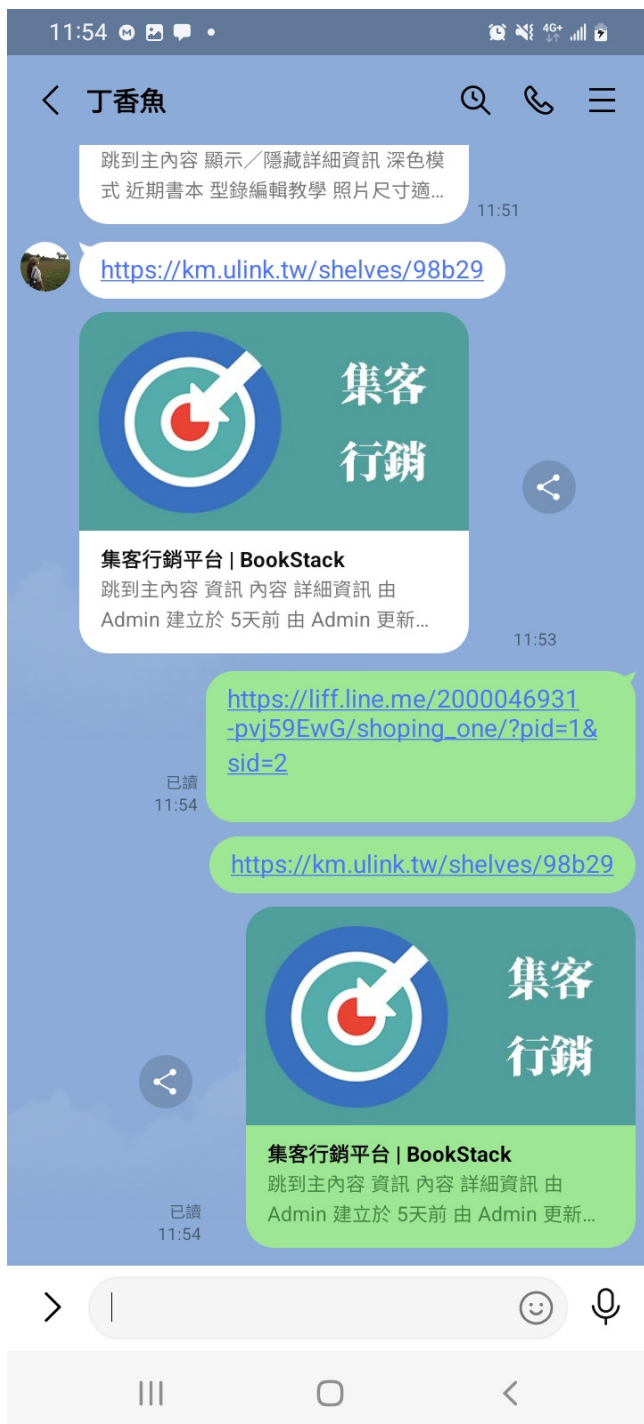 11:54
4G+
丁香魚
跳到主內容 顯示／隱藏詳細資訊 深色模
式 近期書本 型錄編輯教學 照片尺寸適...
11:51
https://km.ulink.tw/shelves/98b29
集客
行銷
集客行銷平台 | BookStack
跳到主內容 資訊 內容 詳細資訊 由
Admin 建立於 5天前 由 Admin 更新...
11:53
https://liff.line.me/2000046931
-pvj59EwG/shoping_one/?pid=1&
sid=2
已讀
11:54
https://km.ulink.tw/shelves/98b29
集客
行銷
集客行銷平台 | BookStack
跳到主內容 資訊 內容 詳細資訊 由
Admin 建立於 5天前 由 Admin 更新...
已讀
11:54